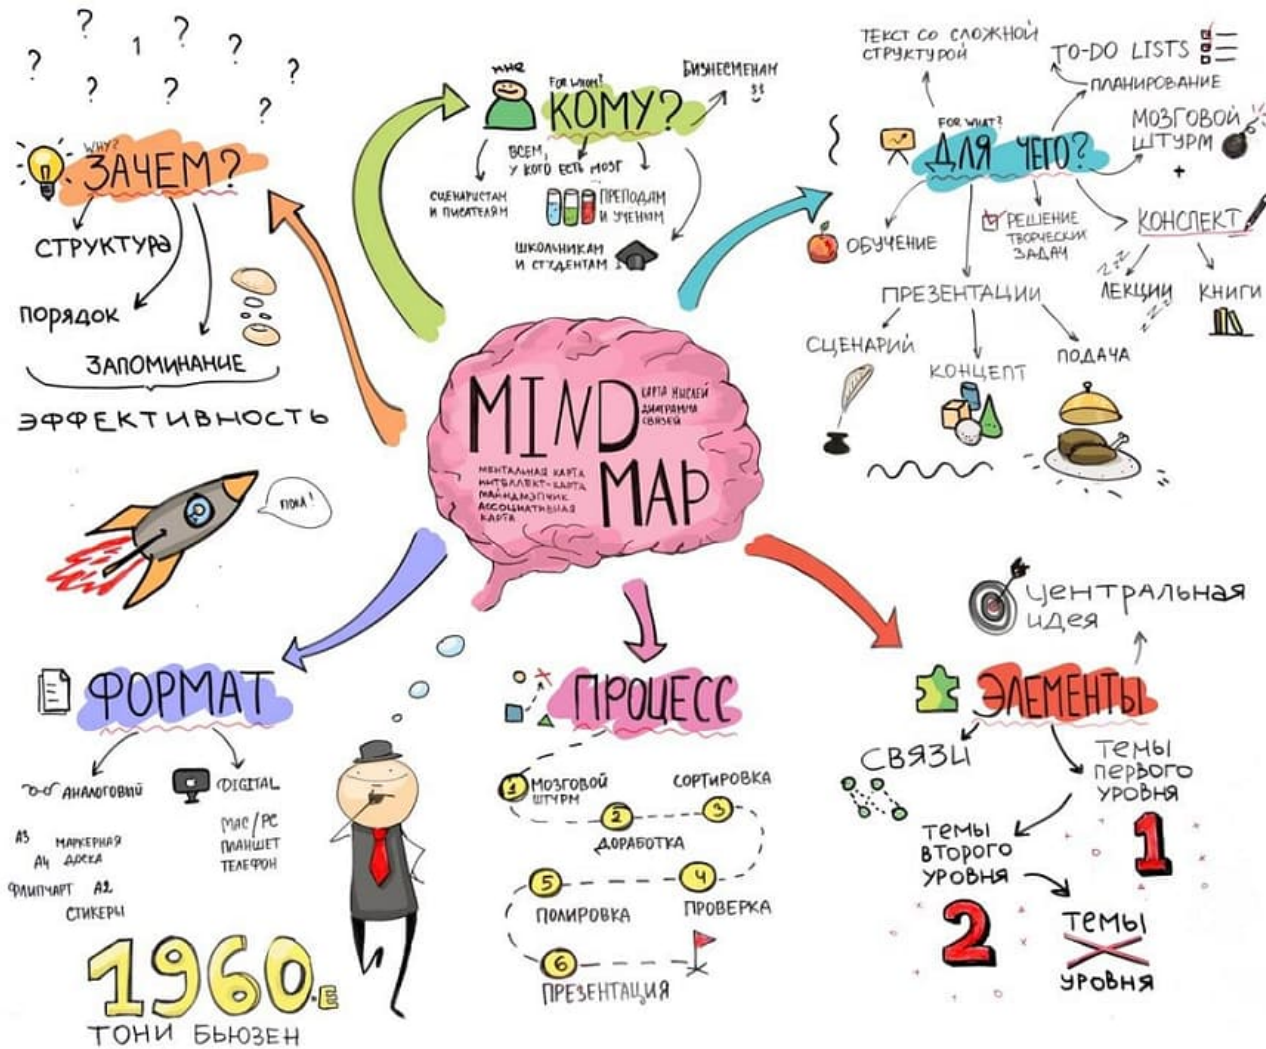 ?
?
1
?
?
?
?
?
?
?
WHY?
ЗАЧЕМ?
СТРУКТУРА
ПОРЯДОК
ЗАПОМИНАНИЕ
ЭФФЕКТИВНОСТЬ
ПОКА!
МНЕ
FOR WHOM?
КОМУ?
БИЗНЕСМЕНАМ
ВСЕМ,
У КОГО ЕСТЬ МОЗГ
СЦЕНАРИСТАМ
И ПИСАТЕЛЯМ
ПРЕПОДАМ
И УЧЕНЫМ
ШКОЛЬНИКАМ
И СТУДЕНТАМ
FOR WHAT?
ДЛЯ ЧЕГО?
ТЕКСТ СО СЛОЖНОЙ
СТРУКТУРОЙ
TO-DO LISTS
ПЛАНИРОВАНИЕ
МОЗГОВОЙ
ШТУРМ
+
КОНСПЕКТ
ZZZ
ЛЕКЦИИ
ZZZ
КНИГИ
РЕШЕНИЕ
ТВОРЧЕСКИХ
ЗАДАЧ
ОБУЧЕНИЕ
ПРЕЗЕНТАЦИИ
СЦЕНАРИЙ
КОНЦЕПТ
ПОДАЧА
MIND
MAP
КАРТА МЫСЛЕЙ
ДИАГРАММА
СВЯЗЕЙ
МЕНТАЛЬНАЯ КАРТА
ИНТЕЛЛЕКТ-КАРТА
МАЙНДМЭПЧИК
АССОЦИАТИВНАЯ
КАРТА
ФОРМАТ
АНАЛОГОВЫЙ
А3
МАРКЕРНАЯ
ДОСКА
А4
ФЛИПЧАРТ
А2
СТИКЕРЫ
DIGITAL
MAC/PC
ПЛАНШЕТ
ТЕЛЕФОН
1960.Е
ТОНИ БЬЮЗЕН
ПРОЦЕСС
1
МОЗГОВОЙ
ШТУРМ
2
ДОРАБОТКА
СОРТИРОВКА
3
4
ПРОВЕРКА
5
ПОЛИРОВКА
6
ПРЕЗЕНТАЦИЯ
ЭЛЕМЕНТЫ
ЦЕНТРАЛЬНАЯ
ИДЕЯ
СВЯЗИ
ТЕМЫ
ПЕРВОГО
УРОВНЯ
1
ТЕМЫ
ВТОРОГО
УРОВНЯ
2
ТЕМЫ
X
УРОВНЯ